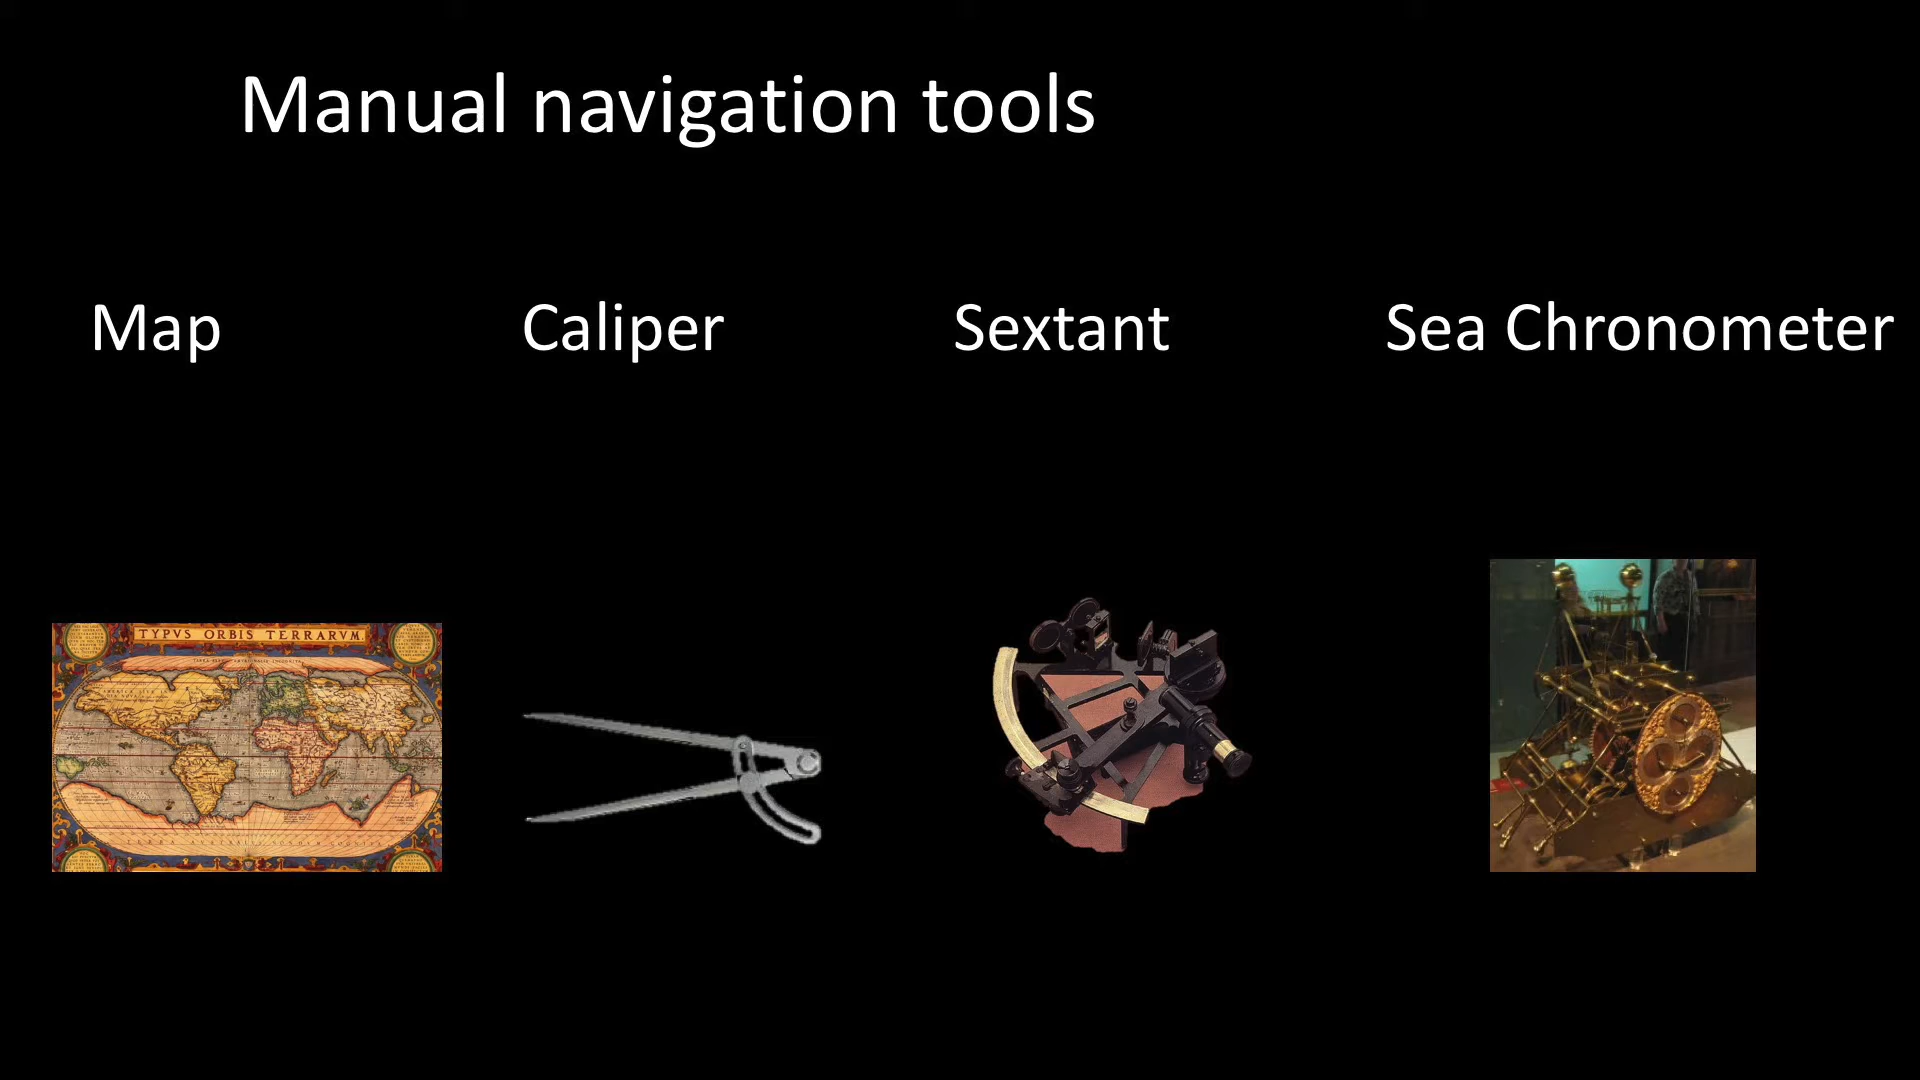 Manual navigation tools
Map
Caliper
Sextant
Sea Chronometer
TYPVS ORBIS TERRARVM.